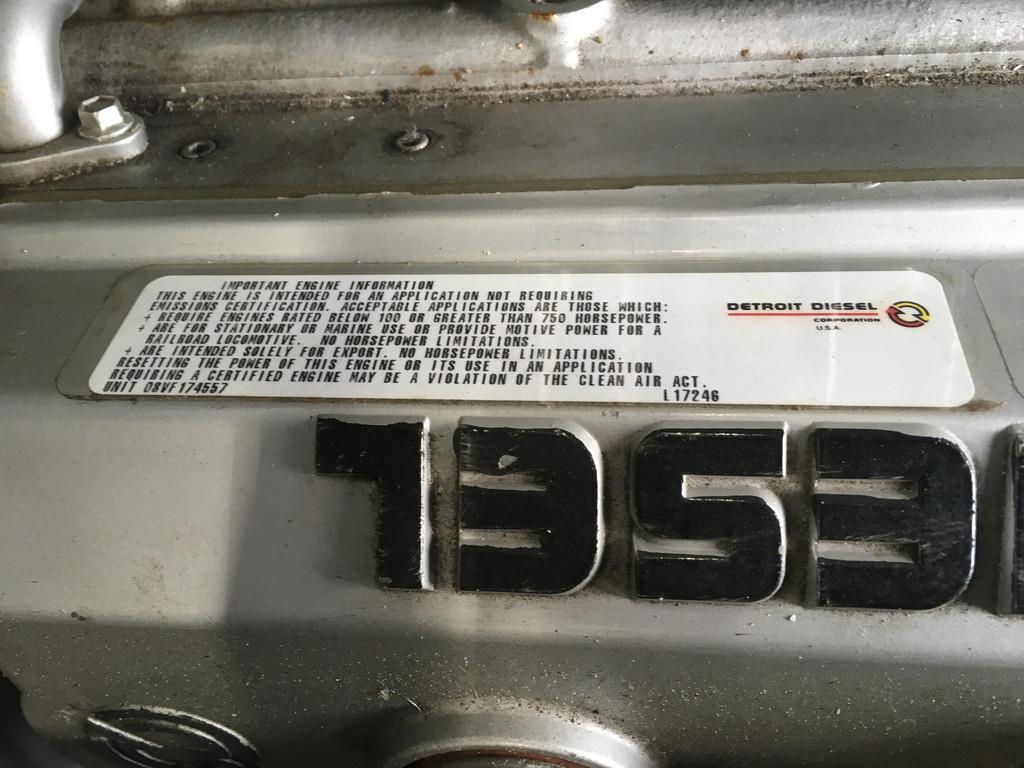 IMPORTANT ENGINE INFORMATION
THIS ENGINE IS INTENDED FOR AN APPLICATION NOT REQUIRING
EMISSIONS CERTIFICATION. ACCEPTABLE APPLICATIONS ARE THOSE WHICH:
+ REQUIRE ENGINES RATED BELOW 100 OR GREATER THAN 750 HORSEPOWER.
+ ARE FOR STATIONARY OR MARINE USE OR PROVIDE MOTIVE POWER FOR A
RAILROAD LOCOMOTIVE. NO HORSEPOWER LIMITATIONS.
+ ARE INTENDED SOLELY FOR EXPORT. NO HORSEPOWER LIMITATIONS.
RESETTING THE POWER OF THIS ENGINE OR ITS USE IN AN APPLICATION
REQUIRING A CERTIFIED ENGINE MAY BE A VIOLATION OF THE CLEAN AIR ACT.
UNIT 08VF174557 L17246
DETROIT DIESEL
CORPORATION
U.S.A.
ESEL